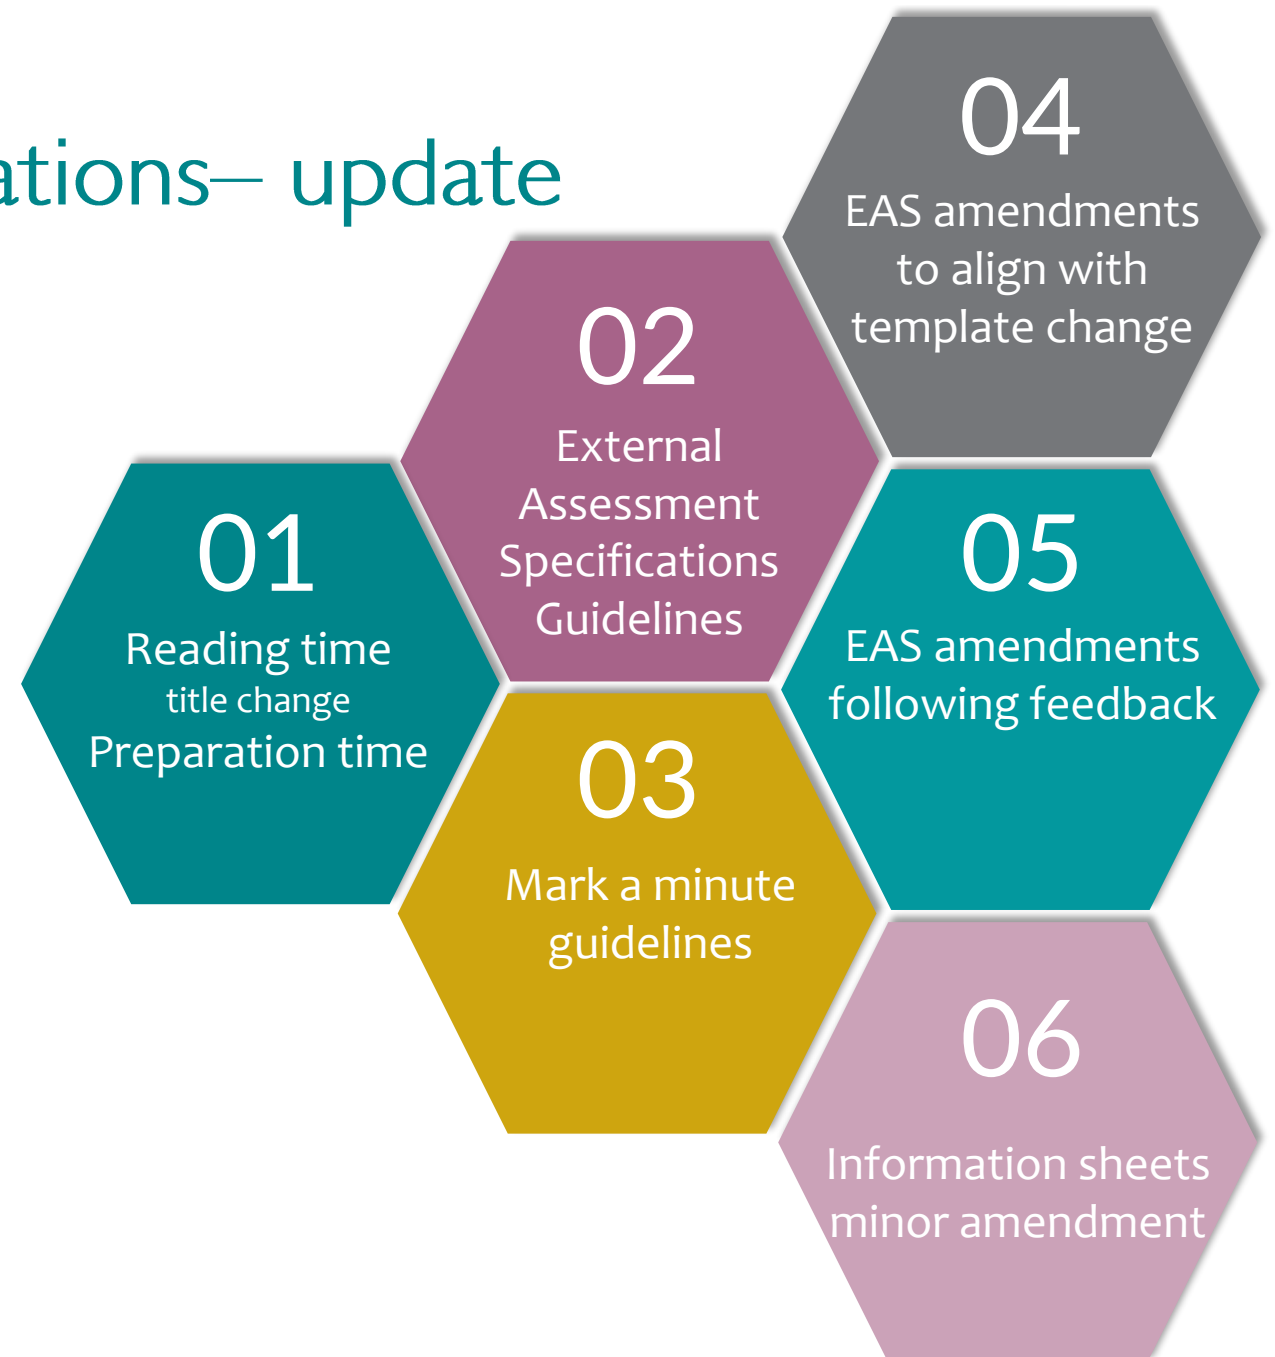 ations– update
01
Reading time
title change
Preparation time
02
External
Assessment
Specifications
Guidelines
03
Mark a minute
guidelines
04
EAS amendments
to align with
template change
05
EAS amendments
following feedback
06
Information sheets
minor amendment